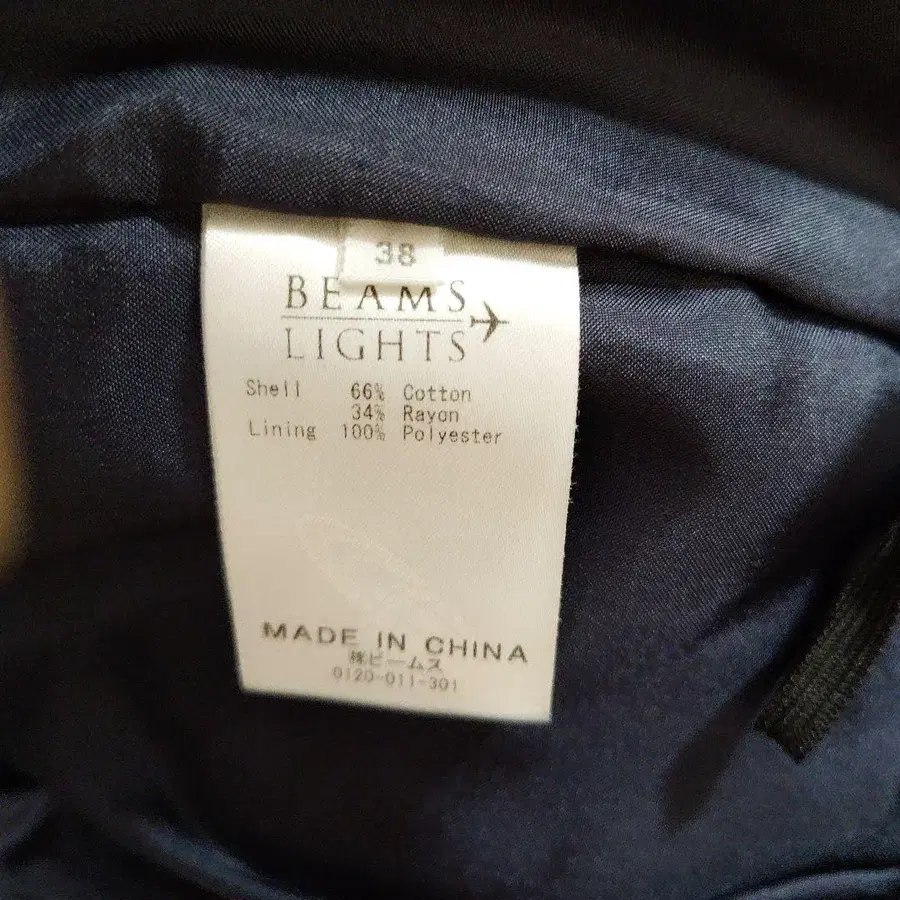 38
BEAMS
LIGHTS
Shell 66% Cotton
34% Rayon
Lining 100% Polyester
MADE IN CHINA
㈱ビームス
0120-011-301